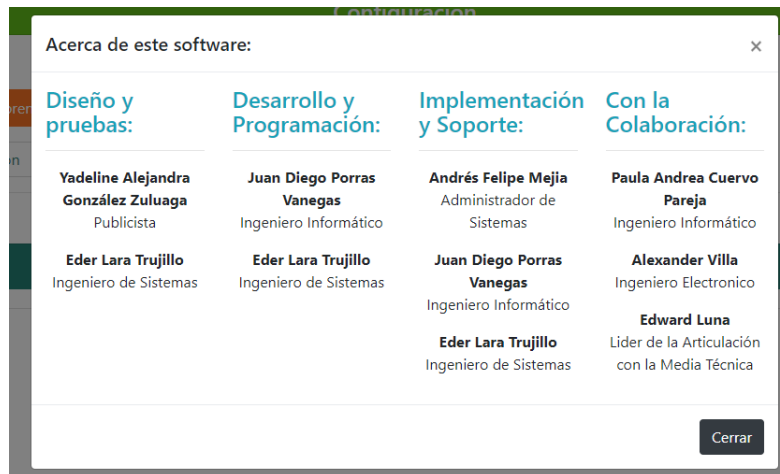 Configuración
Acerca de este software:
×
Diseño y
pruebas:
Yadeline Alejandra
González Zuluaga
Publicista
Eder Lara Trujillo
Ingeniero de Sistemas
Desarrollo y
Programación:
Juan Diego Porras
Vanegas
Ingeniero Informático
Eder Lara Trujillo
Ingeniero de Sistemas
Implementación
y Soporte:
Andrés Felipe Mejia
Administrador de
Sistemas
Juan Diego Porras
Vanegas
Ingeniero Informático
Eder Lara Trujillo
Ingeniero de Sistemas
Con la
Colaboración:
Paula Andrea Cuervo
Pareja
Ingeniero Informático
Alexander Villa
Ingeniero Electronico
Edward Luna
Lider de la Articulación
con la Media Técnica
Cerrar